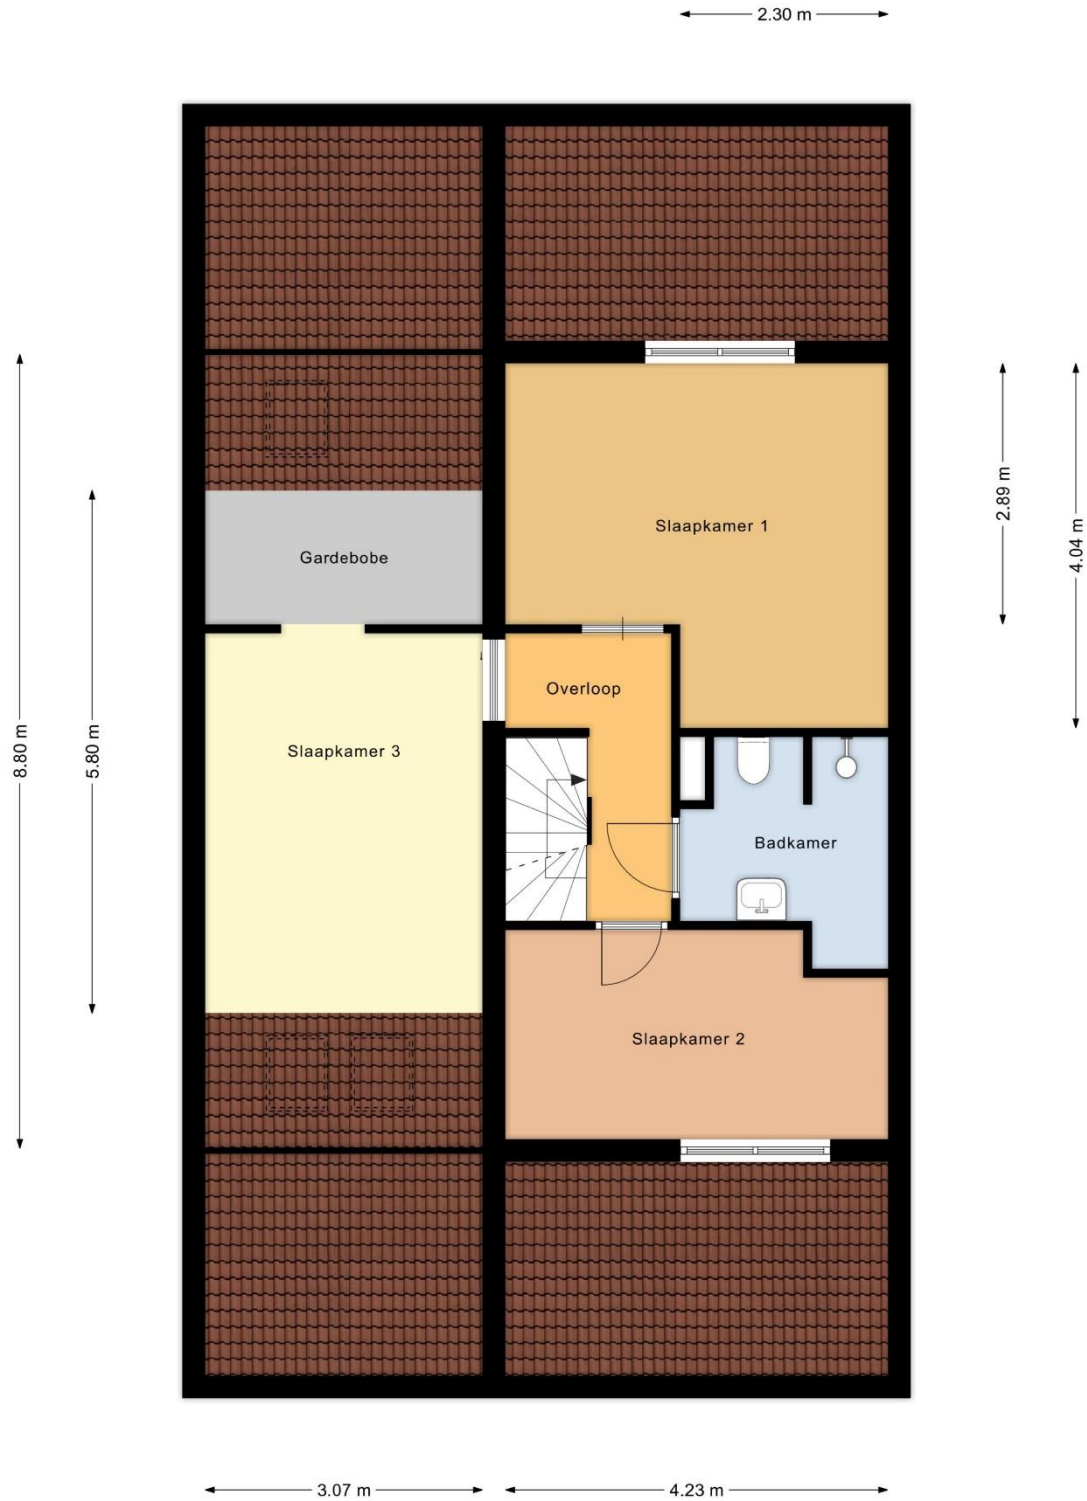 2.30 m
Slaapkamer 1
2.89 m
4.04 m
Gardebobe
Overloop
8.80 m
5.80 m
Slaapkamer 3
Badkamer
Slaapkamer 2
3.07 m
4.23 m